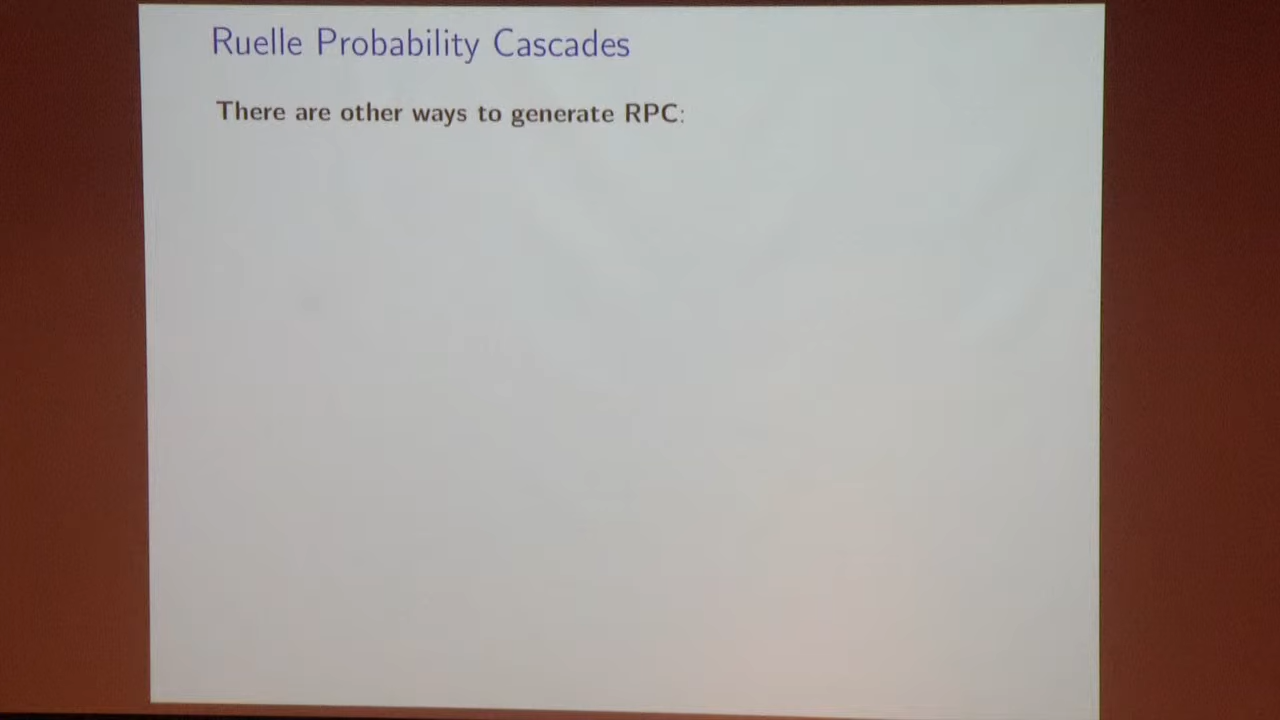 Ruelle Probability Cascades
There are other ways to generate RPC: